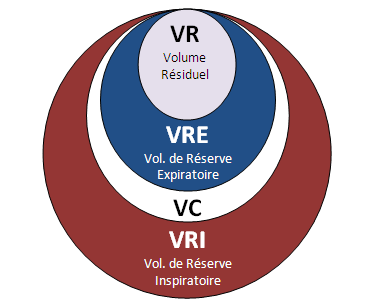 VR
Volume
Résiduel
VRE
Vol. de Réserve
Expiratoire
VC
VRI
Vol. de Réserve
Inspiratoire